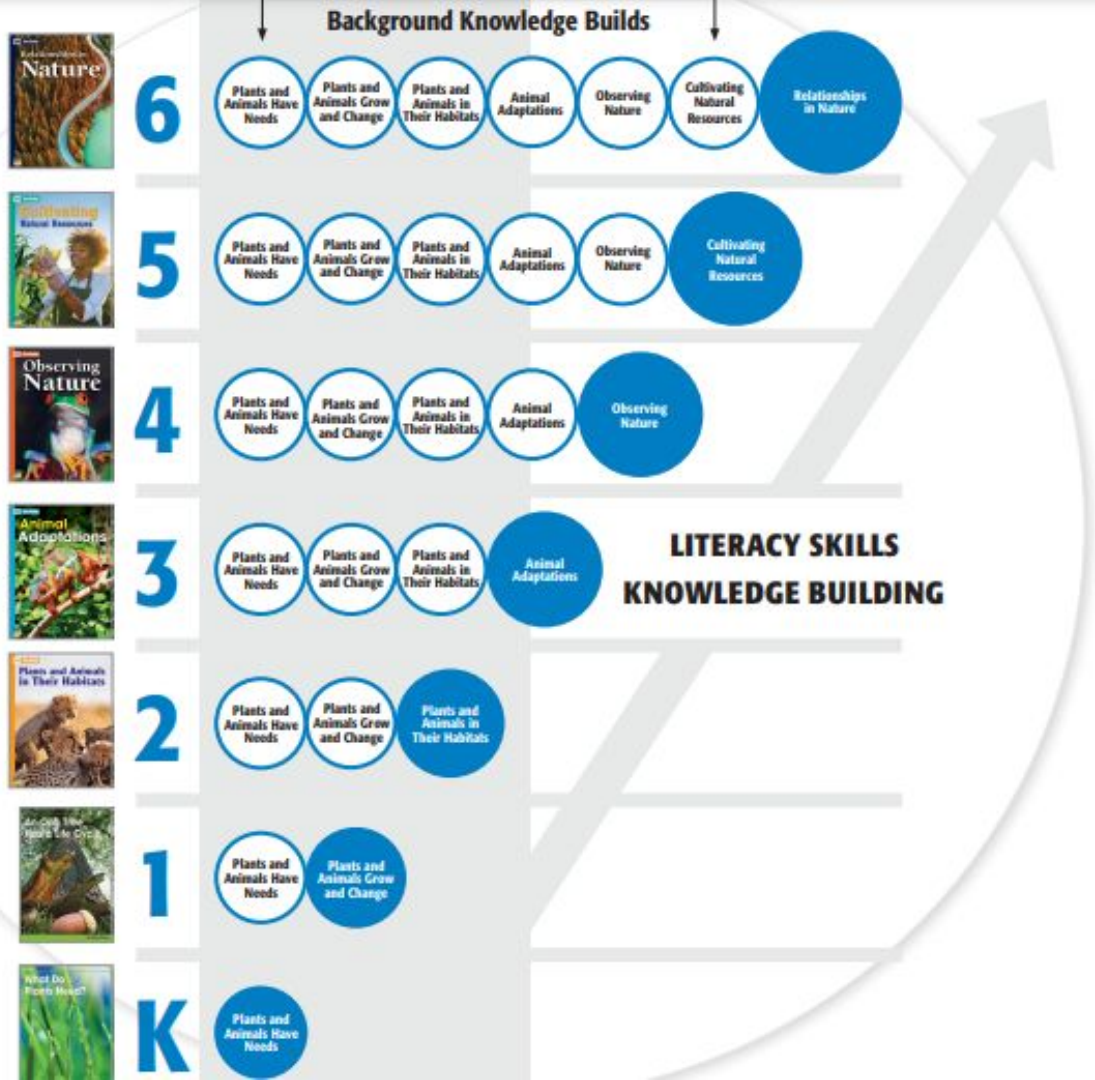 Background Knowledge Builds
Relationships in
Nature
6
Plants and
Animals Have
Needs
Plants and
Animals Grow
and Change
Plants and
Animals in
Their Habitats
Animal
Adaptations
Observing
Nature
Cultivating
Natural
Resources
Relationships
in Nature
Cultivating
Natural Resources
5
Plants and
Animals Have
Needs
Plants and
Animals Grow
and Change
Plants and
Animals in
Their Habitats
Animal
Adaptations
Observing
Nature
Cultivating
Natural
Resources
Observing
Nature
4
Plants and
Animals Have
Needs
Plants and
Animals Grow
and Change
Plants and
Animals in
Their Habitats
Animal
Adaptations
Observing
Nature
Animal
Adaptations
3
Plants and
Animals Have
Needs
Plants and
Animals Grow
and Change
Plants and
Animals in
Their Habitats
Animal
Adaptations
LITERACY SKILLS
KNOWLEDGE BUILDING
Plants and Animals
in Their Habitats
2
Plants and
Animals Have
Needs
Plants and
Animals Grow
and Change
Plants and
Animals in
Their Habitats
An Oak Tree
Has a Life Cycle
1
Plants and
Animals Have
Needs
Plants and
Animals Grow
and Change
What Do
Plants Need?
K
Plants and
Animals Have
Needs